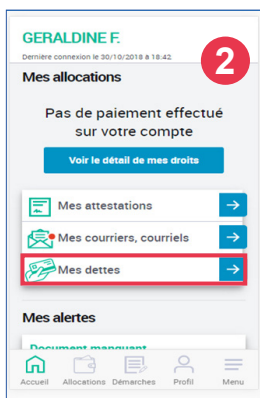 GERALDINE F.
Dernière connexion le 30/10/2018 à 18:42
2
Mes allocations
Pas de paiement effectué
sur votre compte
Voir le détail de mes droits
Mes attestations
Mes courriers, courriels
Mes dettes
Mes alertes
Document manquant
Accueil Allocations Démarches Profil Menu